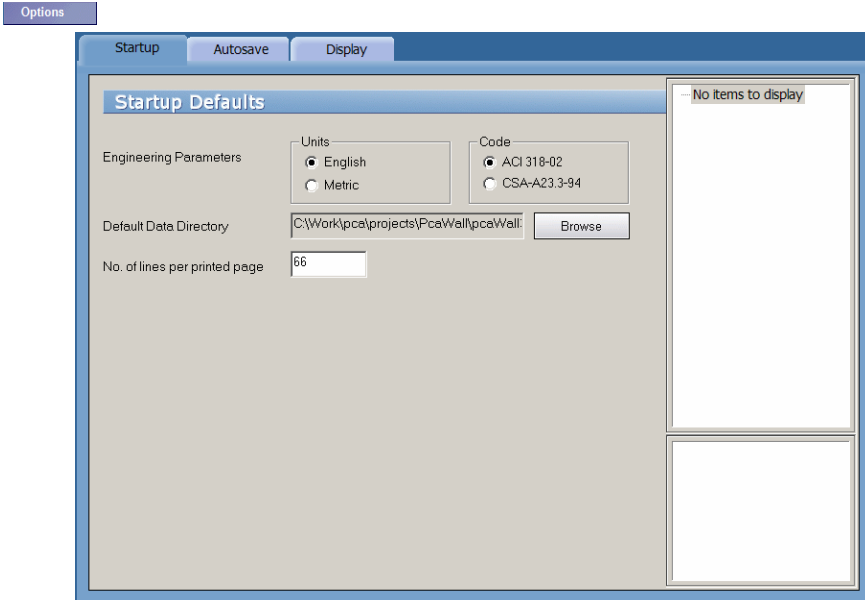 Options
Startup Autosave Display
Startup Defaults
No items to display
Units Code
Engineering Parameters
English ACI 318-02
Metric CSA-A23.3-94
Default Data Directory C:\Work\pca\projects\PcaWall\pcaWall Browse
No. of lines per printed page 66